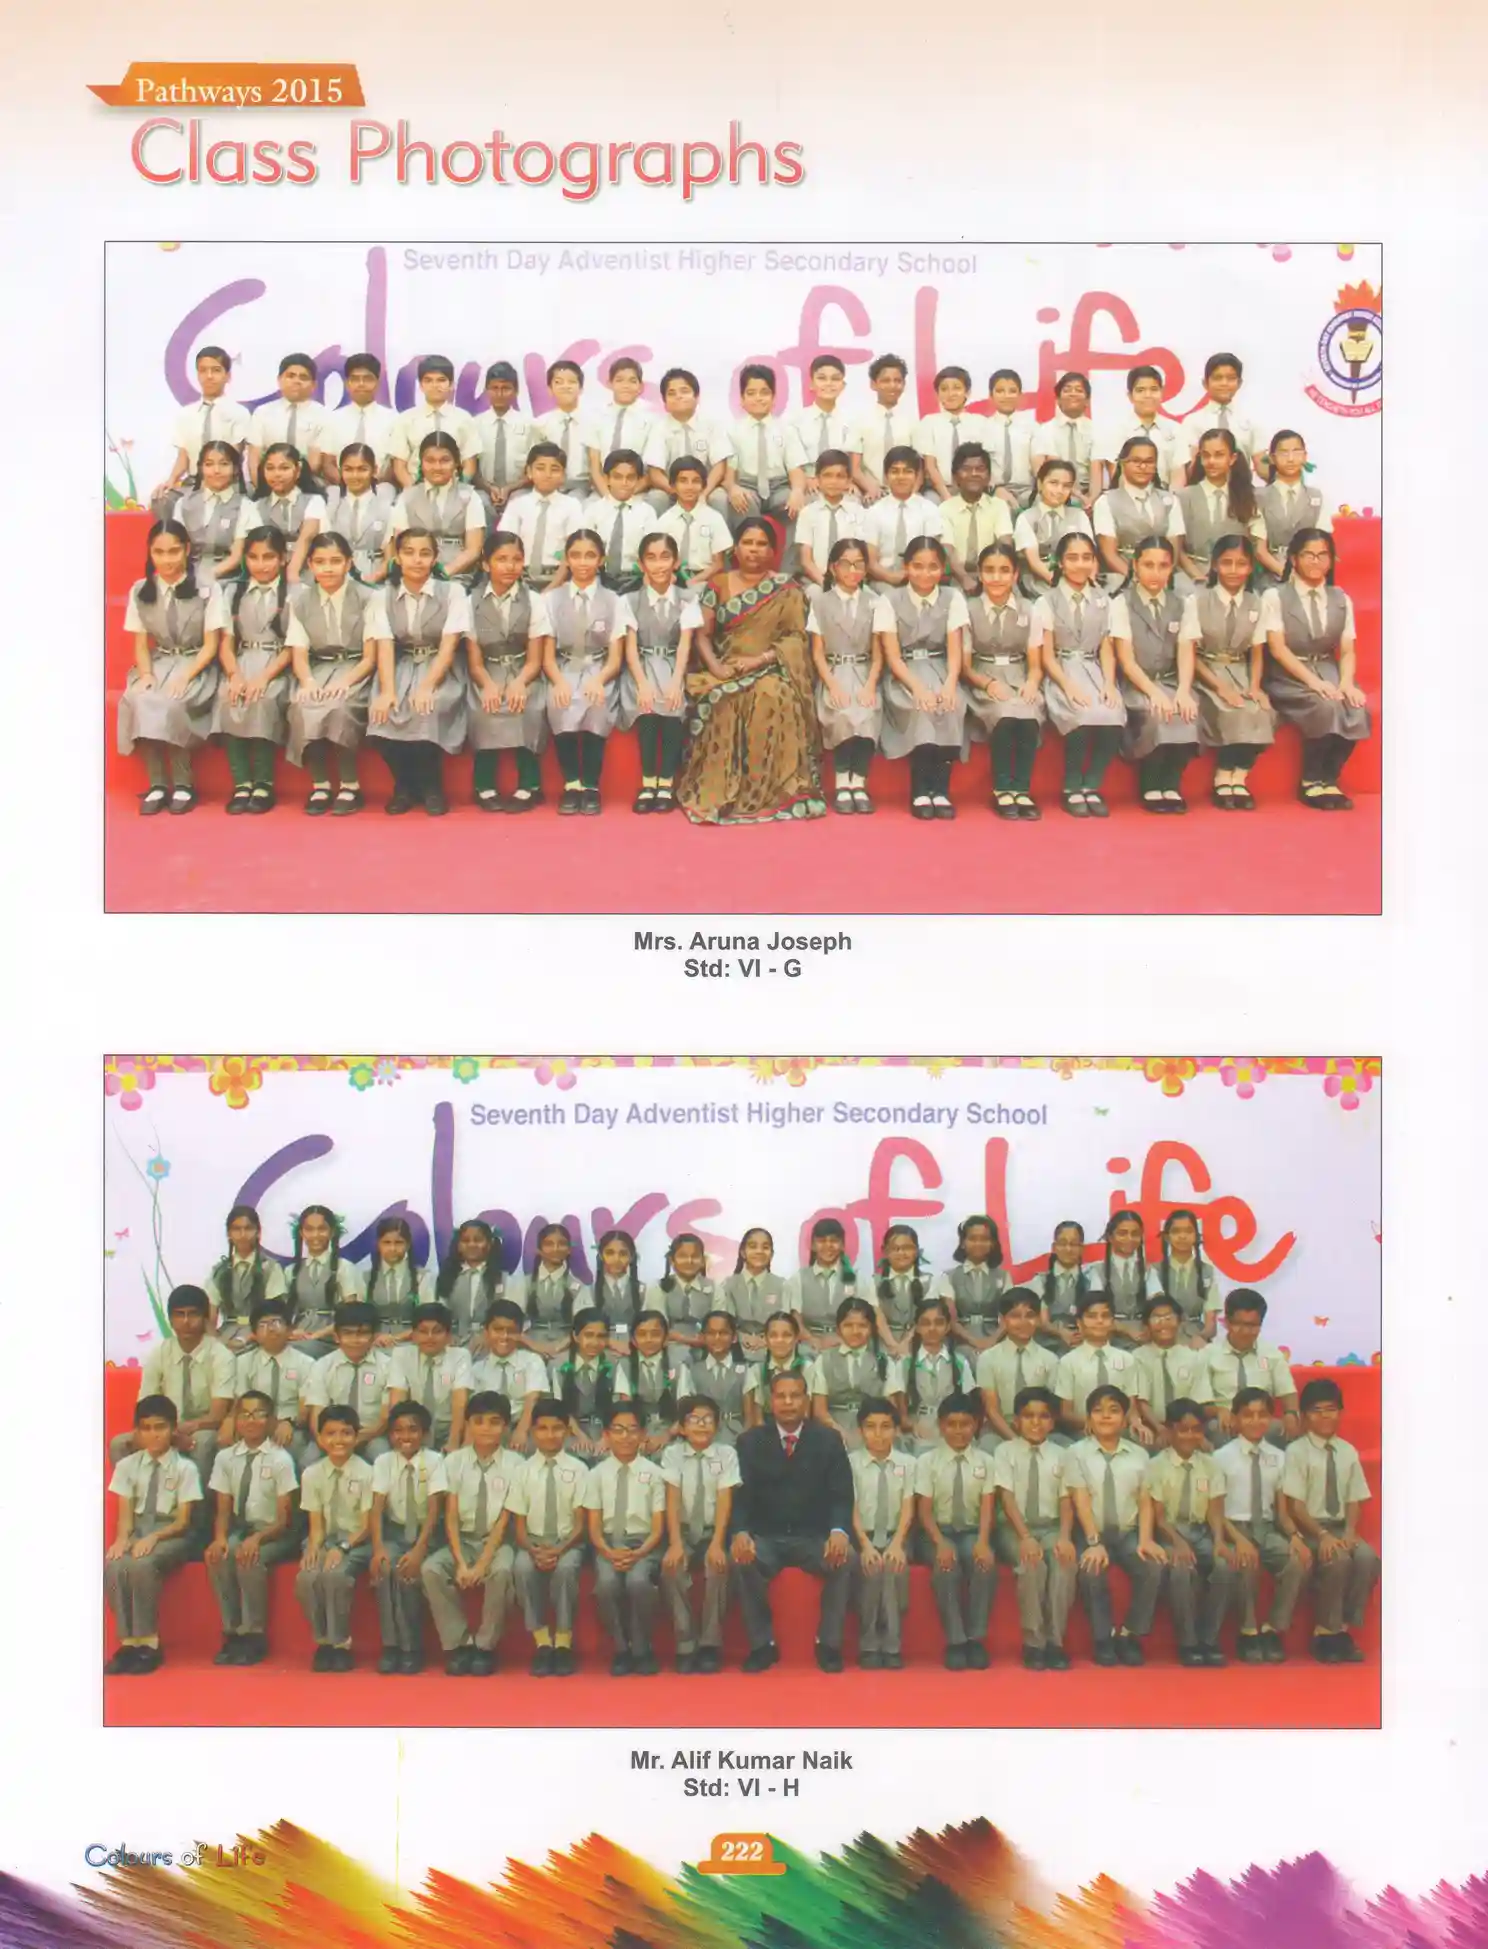 Pathways 2015
Class Photographs
Seventh Day Adventist Higher Secondary School
Colours of Life
Mrs. Aruna Joseph
Std: VI - G
Seventh Day Adventist Higher Secondary School
Colours of Life
Mr. Alif Kumar Naik
Std: VI - H
Colours of Life
222